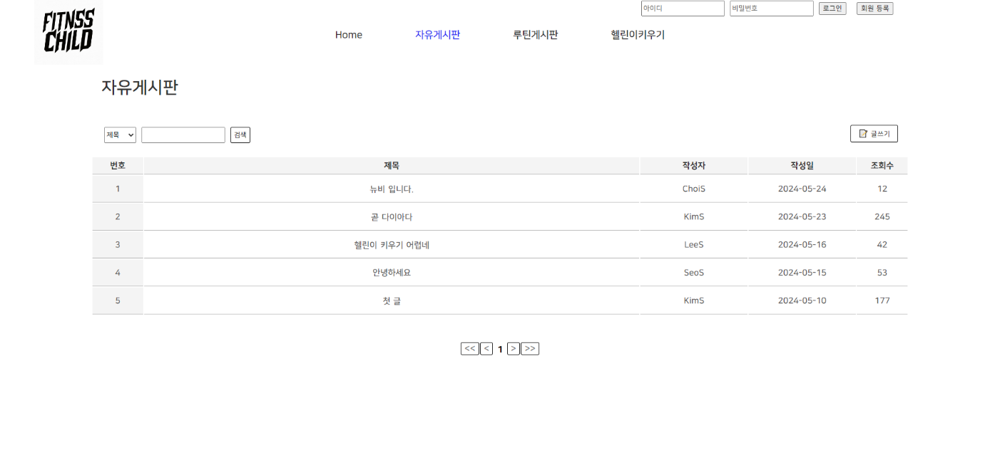 FITNSS
CHILD
아이디 비밀번호 로그인 회원 등록
Home 자유게시판 루틴게시판 헬린이키우기
자유게시판
제목 검색 글쓰기
번호 제목 작성자 작성일 조회수
1 뉴비 입니다. ChoiS 2024-05-24 12
2 곧 다이아다 KimS 2024-05-23 245
3 헬린이 키우기 어렵네 LeeS 2024-05-16 42
4 안녕하세요 SeoS 2024-05-15 53
5 첫 글 KimS 2024-05-10 177
<< < 1 > >>